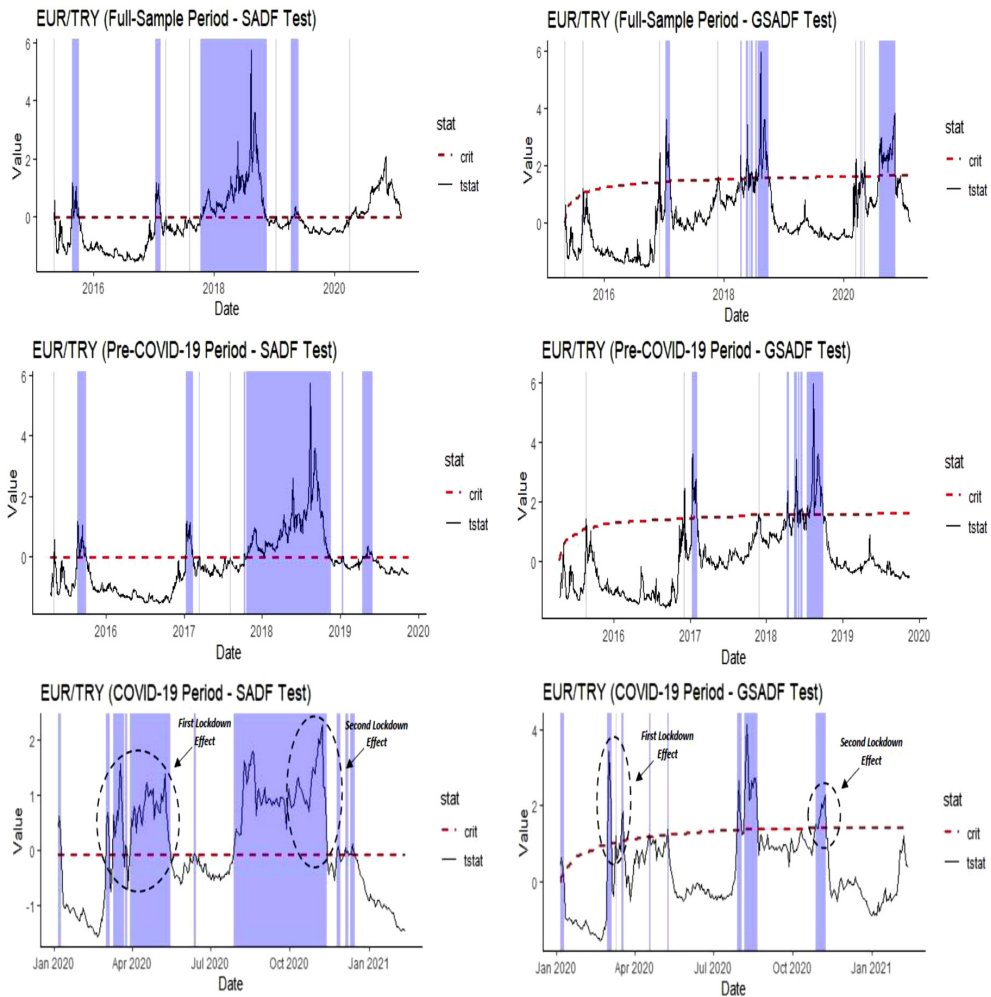 EUR/TRY (Full-Sample Period - SADF Test)
6
4
2
0
Value
2016
2018
2020
Date
stat
crit
tstat
EUR/TRY (Full-Sample Period - GSADF Test)
6
4
2
0
Value
2016
2018
2020
Date
stat
crit
tstat
EUR/TRY (Pre-COVID-19 Period - SADF Test)
6
4
2
0
Value
2016
2017
2018
2019
2020
Date
stat
crit
tstat
EUR/TRY (Pre-COVID-19 Period - GSADF Test)
6
4
2
0
Value
2016
2017
2018
2019
2020
Date
stat
crit
tstat
EUR/TRY (COVID-19 Period - SADF Test)
First Lockdown
Effect
Second Lockdown
Effect
2
1
0
-1
Value
Jan 2020
Apr 2020
Jul 2020
Oct 2020
Jan 2021
Date
stat
crit
tstat
EUR/TRY (COVID-19 Period - GSADF Test)
First Lockdown
Effect
Second Lockdown
Effect
4
2
0
Value
Jan 2020
Apr 2020
Jul 2020
Oct 2020
Jan 2021
Date
stat
crit
tstat